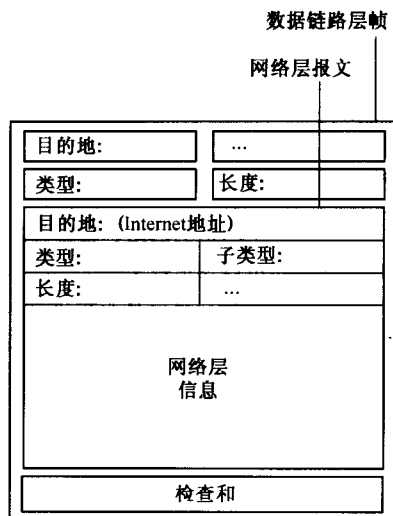 数据链路层帧
网络层报文
目的地:
...
类型:
长度:
目的地: (Internet地址)
类型:
子类型:
长度:
...
网络层
信息
检查和